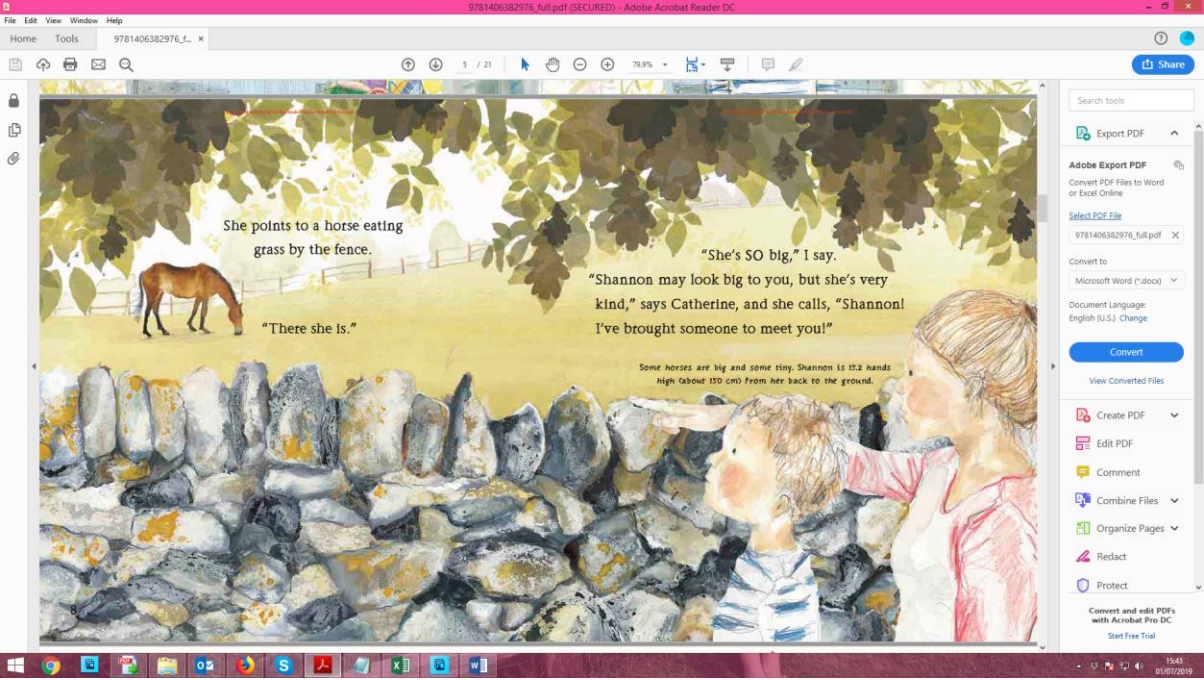 9781406382976_full.pdf (SECURED) - Adobe Acrobat Reader DC
File Edit View Window Help
Home Tools 9781406382976_f... ×
5 / 21 79.9% Share
She points to a horse eating
grass by the fence.
“There she is.”
“She’s SO big,” I say.
“Shannon may look big to you, but she’s very
kind,” says Catherine, and she calls, “Shannon!
I’ve brought someone to meet you!”
Some horses are big and some tiny. Shannon is 15.2 hands
high (about 150 cm) from her back to the ground.
8
Search tools
Export PDF
Adobe Export PDF
Convert PDF Files to Word
or Excel Online
Select PDF File
9781406382976_full.pdf
Convert to
Microsoft Word (*.docx)
Document Language:
English (U.S.) Change
Convert
View Converted Files
Create PDF
Edit PDF
Comment
Combine Files
Organize Pages
Redact
Protect
Convert and edit PDFs
with Acrobat Pro DC
Start Free Trial
15:43
01/07/2019